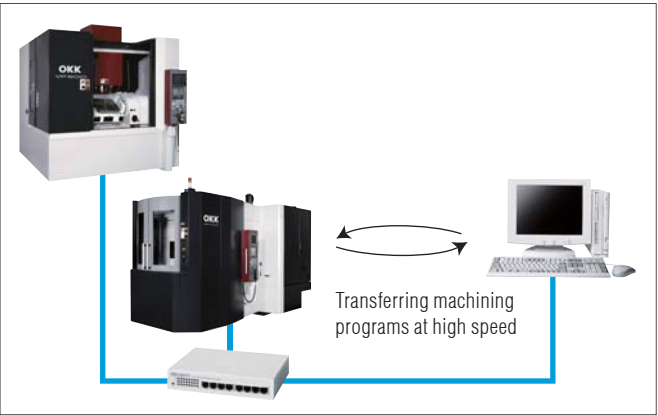 OKK
OKK
Transferring machining
programs at high speed